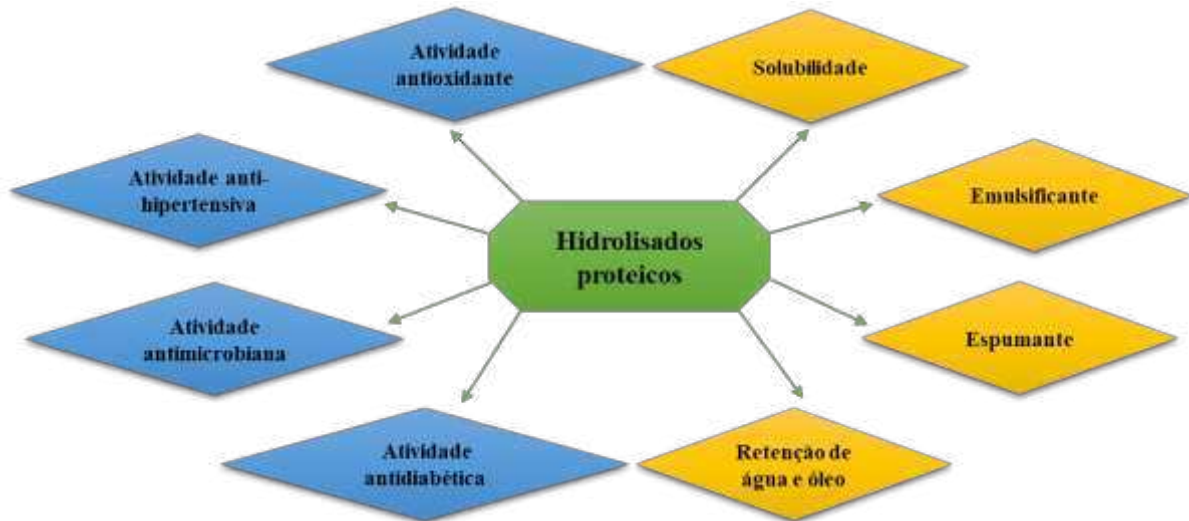 Atividade
antioxidante
Solubilidade
Atividade anti-
hipertensiva
Emulsificante
Hidrolisados
proteicos
Atividade
antimicrobiana
Espumante
Atividade
antidiabética
Retenção de
água e óleo